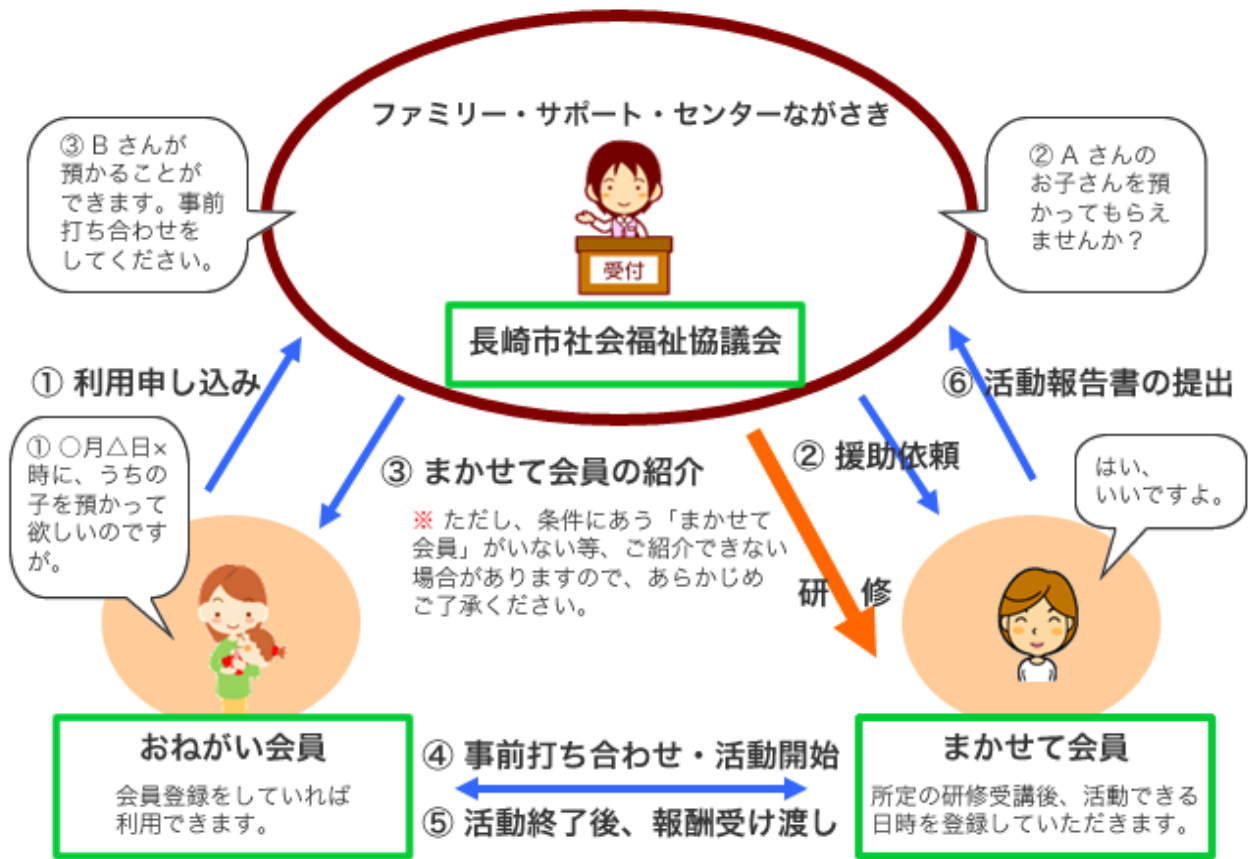 ファミリー・サポート・センターながさき
③ B さんが
預かることが
できます。事前
打ち合わせを
してください。
② A さんの
お子さんを預
かってもらえ
ませんか？
受付
長崎市社会福祉協議会
① 利用申し込み
⑥ 活動報告書の提出
① ○月△日×
時に、うちの
子を預かって
欲しいのです
が。
③ まかせて会員の紹介
② 援助依頼
はい、
いいですよ。
※ ただし、条件にあう「まかせて
会員」がいない等、ご紹介できない
場合がありますので、あらかじめ
ご了承ください。
研　修
おねがい会員
会員登録をしていれば
利用できます。
④ 事前打ち合わせ・活動開始
⑤ 活動終了後、報酬受け渡し
まかせて会員
所定の研修受講後、活動できる
日時を登録していただきます。